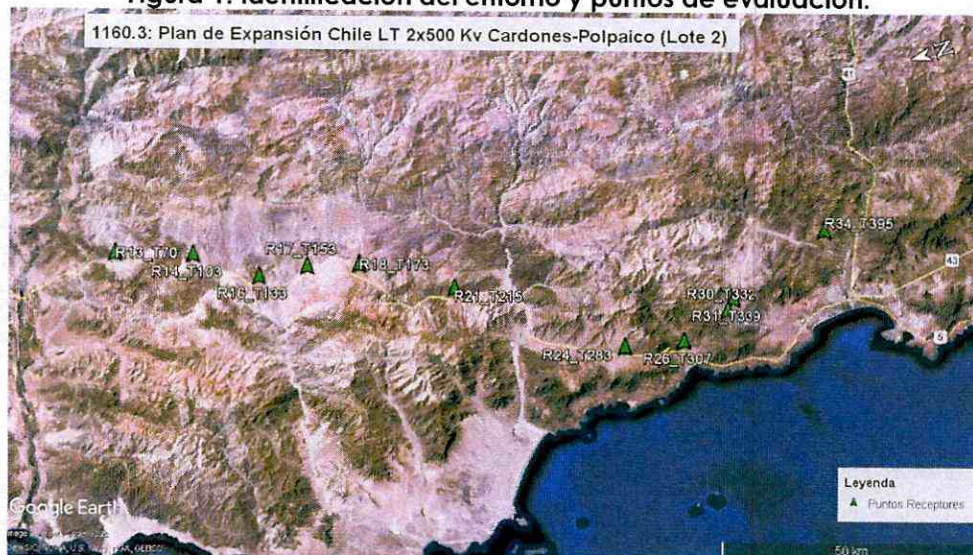 Figura 1. Identificación del entorno y puntos de evaluación.
1160.3: Plan de Expansión Chile LT 2x500 Kv Cardones-Polpaico (Lote 2)
N
41
R34_T395
R13_T70
R14_T103
R17_T153
R16_T133
R18_T173
R21_T215
43
R30_T332
R31_T339
R24_T283
R26_T307
5
Leyenda
Puntos Receptores
Google Earth
U.S.
GEBCO
50 km